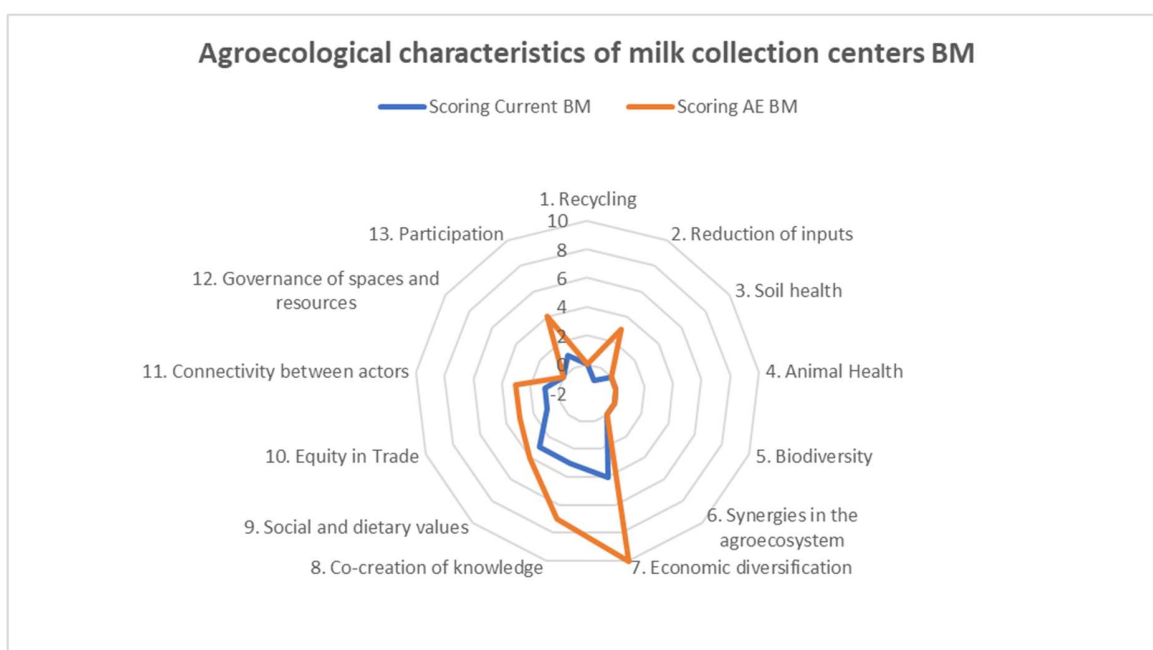 Agroecological characteristics of milk collection centers BM
Scoring Current BM
Scoring AE BM
1. Recycling
10
13. Participation
2. Reduction of inputs
8
12. Governance of spaces and
resources
3. Soil health
6
4
2
0
11. Connectivity between actors
4. Animal Health
-2
10. Equity in Trade
5. Biodiversity
9. Social and dietary values
6. Synergies in the
agroecosystem
8. Co-creation of knowledge
7. Economic diversification